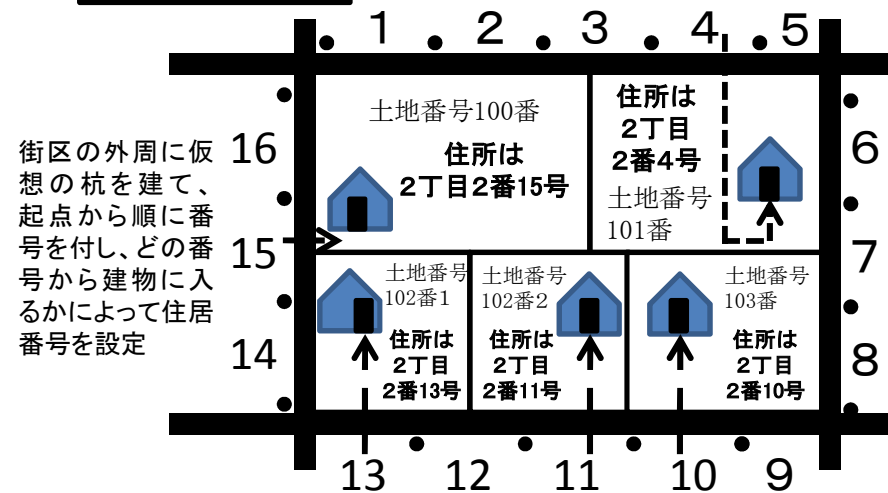 1 2 3 4 5
土地番号100番
住所は
2丁目2番15号
住所は
2丁目
2番4号
土地番号
101番
6
7
8
街区の外周に仮
想の杭を建て、
起点から順に番
号を付し、どの番
号から建物に入
るかによって住居
番号を設定
16
15
14
土地番号
102番1
住所は
2丁目
2番13号
土地番号
102番2
住所は
2丁目
2番11号
土地番号
103番
住所は
2丁目
2番10号
13 12 11 10 9